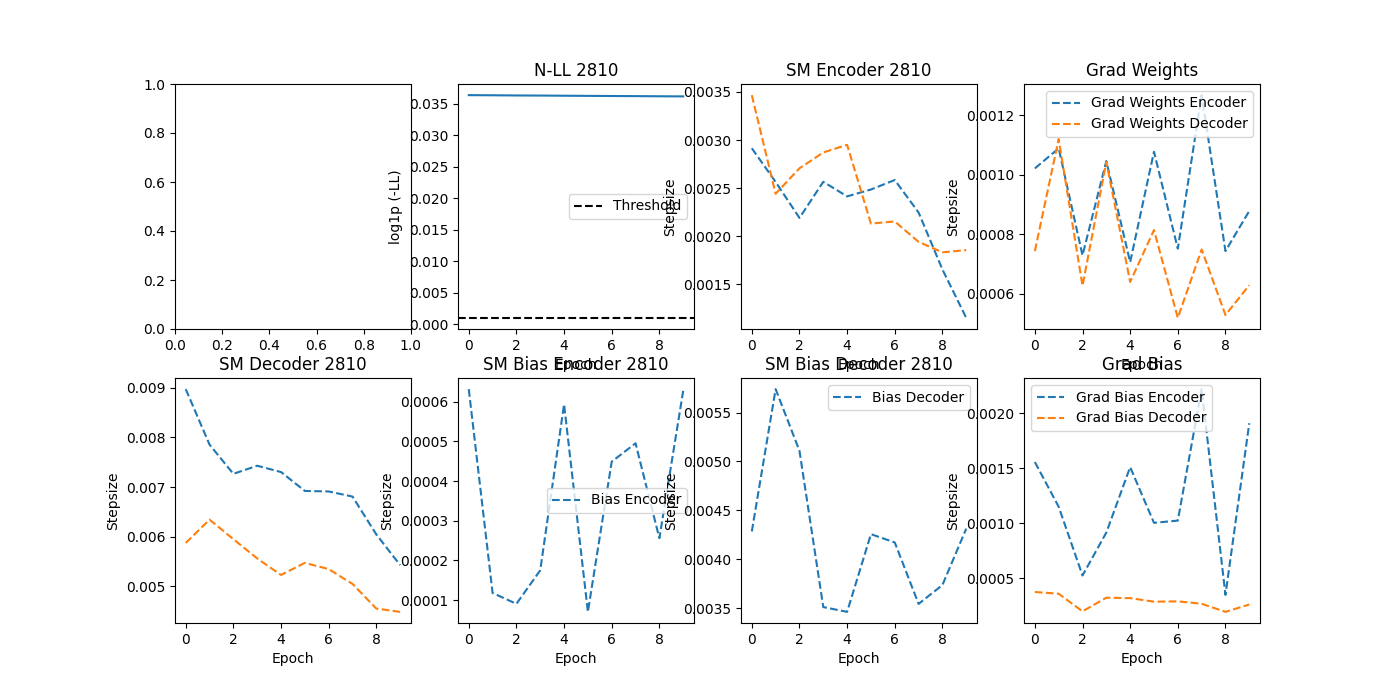 N-LL 2810
SM Encoder 2810
Grad Weights
1.0
0.8
0.6
0.4
0.2
0.0
0.0 0.2 0.4 0.6 0.8 1.0
log1p (-LL)
0.035
0.030
0.025
0.020
0.015
0.010
0.005
0.000
Threshold
0 2 4 6 8
Epoch
Stepsize
0.0035
0.0030
0.0025
0.0020
0.0015
0 2 4 6 8
Epoch
Stepsize
0.0012
0.0010
0.0008
0.0006
Grad Weights Encoder
Grad Weights Decoder
0 2 4 6 8
Epoch
SM Decoder 2810
SM Bias Encoder 2810
SM Bias Decoder 2810
Grad Bias
Stepsize
0.009
0.008
0.007
0.006
0.005
0 2 4 6 8
Epoch
Stepsize
0.0006
0.0005
0.0004
0.0003
0.0002
0.0001
Bias Encoder
0 2 4 6 8
Epoch
Stepsize
0.0055
0.0050
0.0045
0.0040
0.0035
Bias Decoder
0 2 4 6 8
Epoch
Stepsize
0.0020
0.0015
0.0010
0.0005
Grad Bias Encoder
Grad Bias Decoder
0 2 4 6 8
Epoch